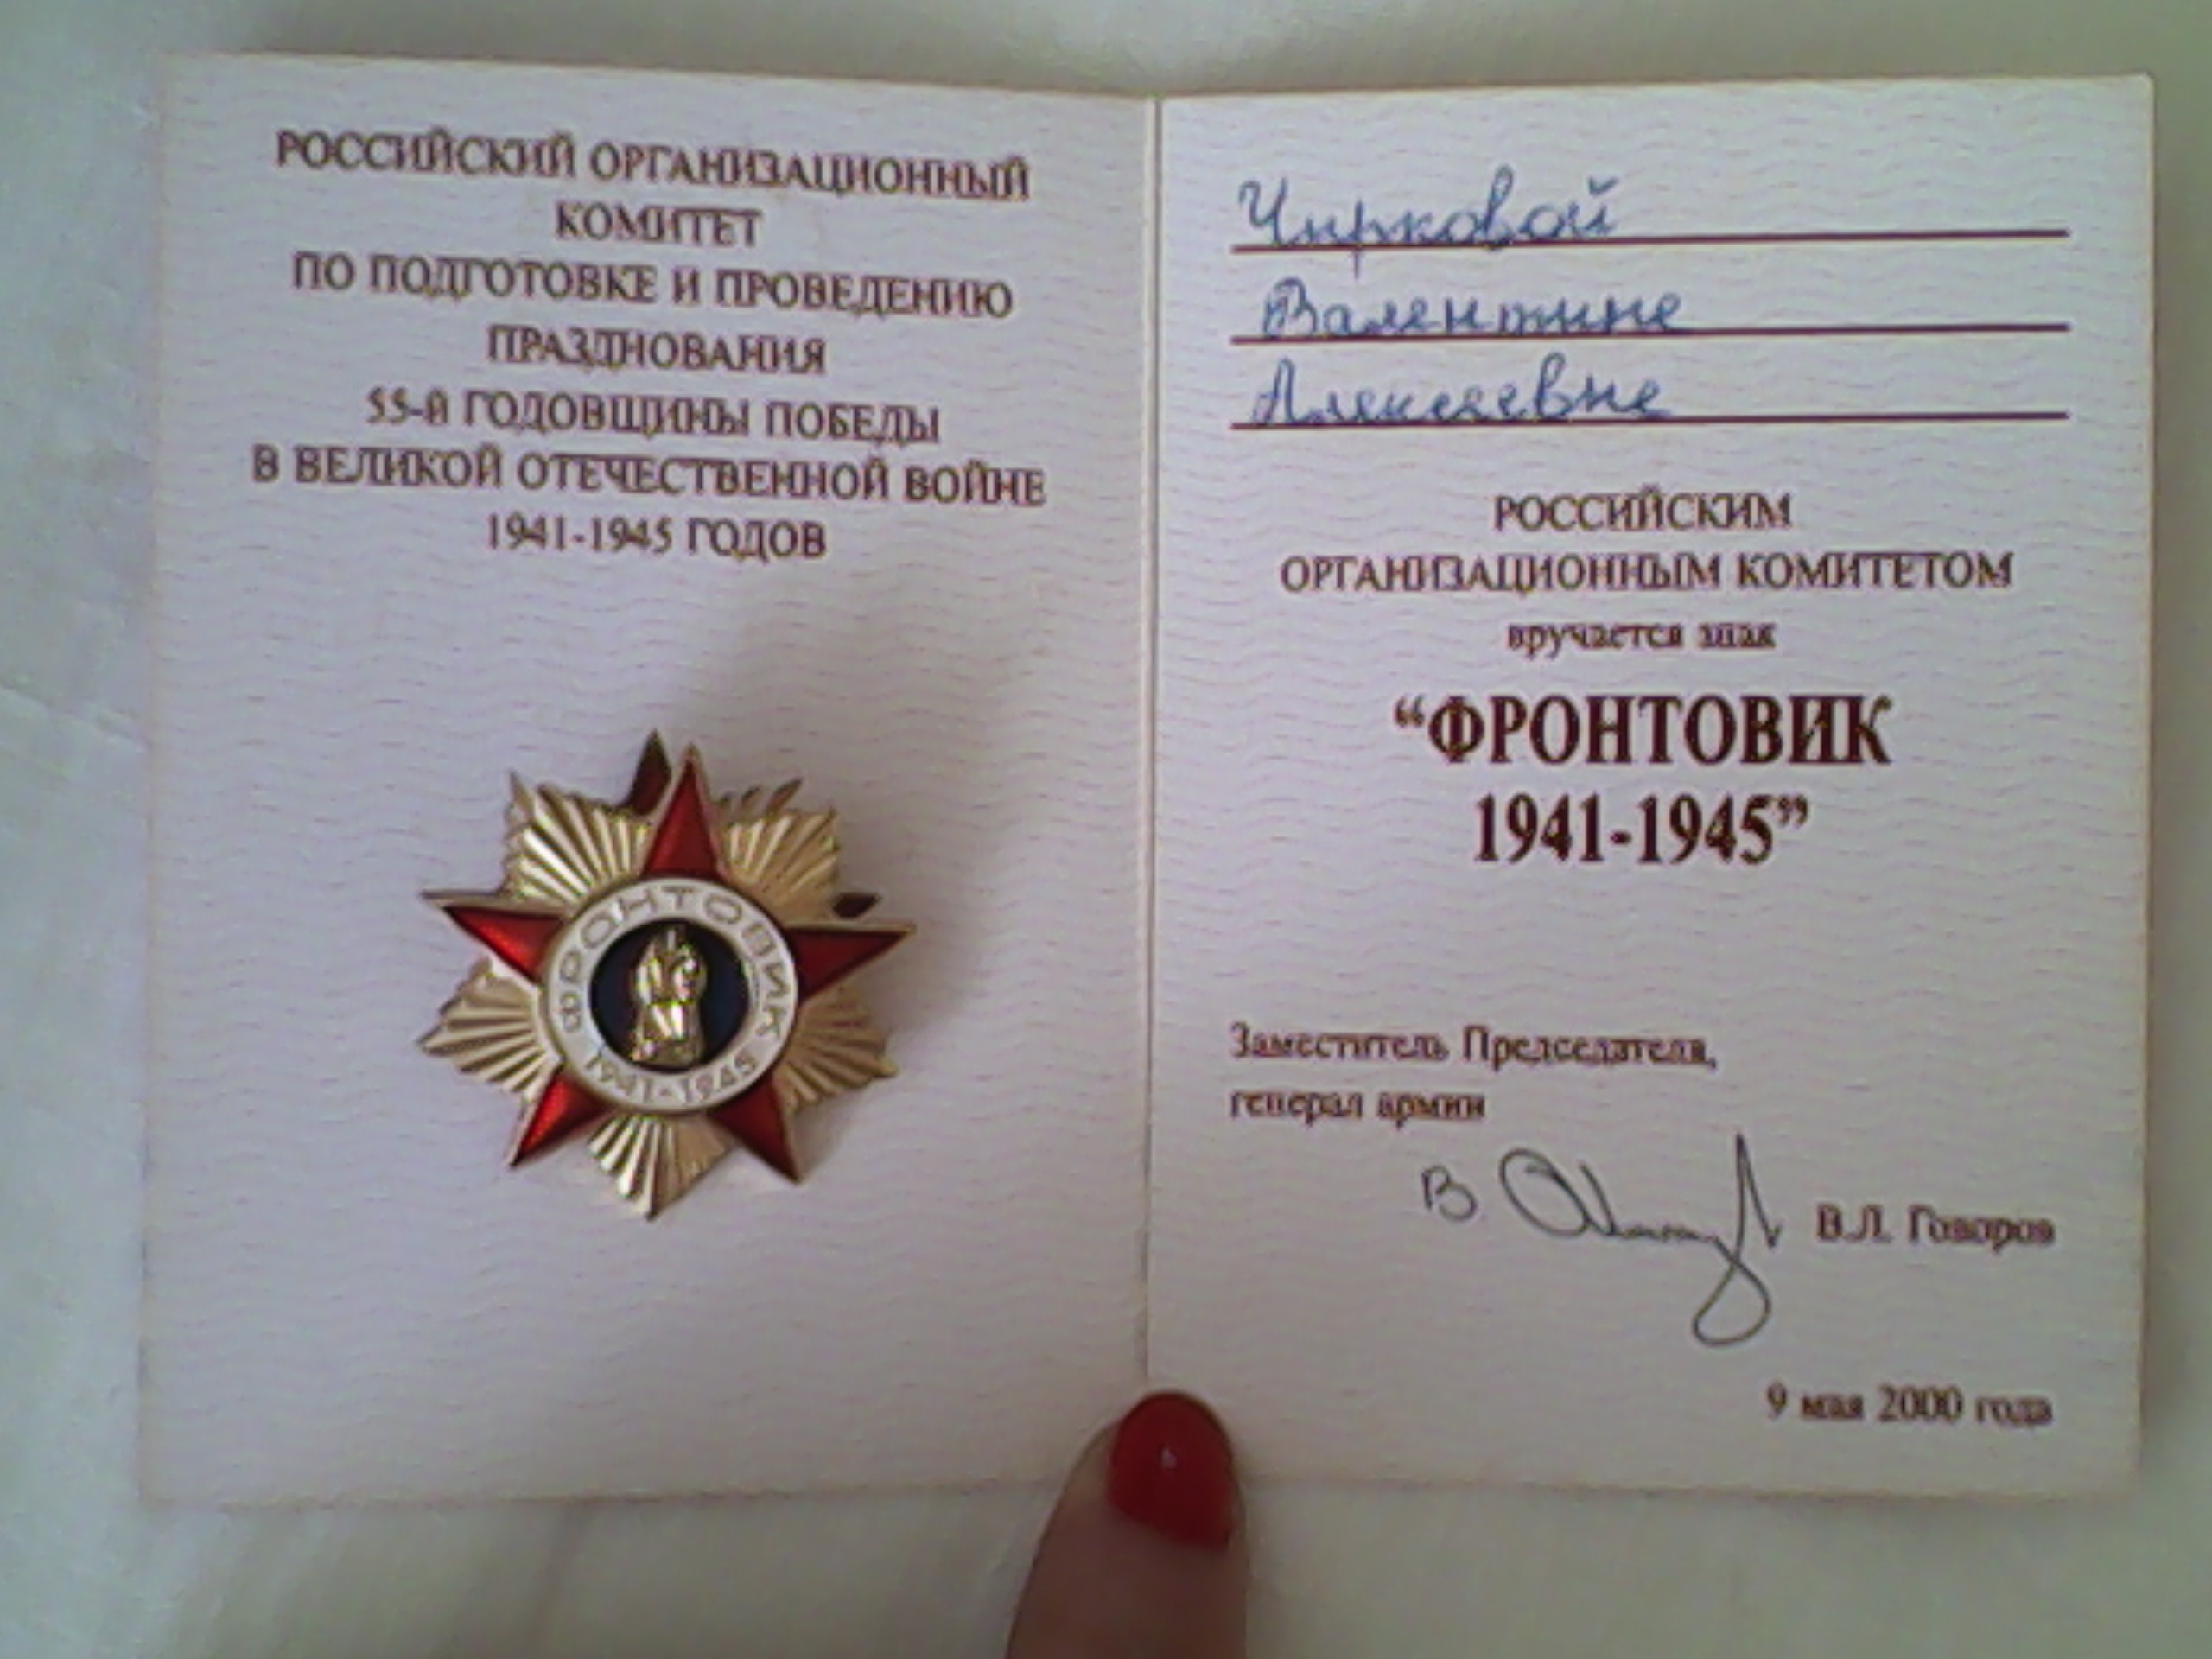 РОССИЙСКИЙ ОРГАНИЗАЦИОННЫЙ
КОМИТЕТ
ПО ПОДГОТОВКЕ И ПРОВЕДЕНИЮ
ПРАЗДНОВАНИЯ
55-й ГОДОВЩИНЫ ПОБЕДЫ
В ВЕЛИКОЙ ОТЕЧЕСТВЕННОЙ ВОЙНЕ
1941-1945 ГОДОВ
ФРОНТОВИК
1941-1945
Чирковой
Валентине
Алексеевне
РОССИЙСКИМ
ОРГАНИЗАЦИОННЫМ КОМИТЕТОМ
вручается знак
“ФРОНТОВИК
1941-1945”
Заместитель Председателя,
генерал армии
В.Л. Говоров
9 мая 2000 года